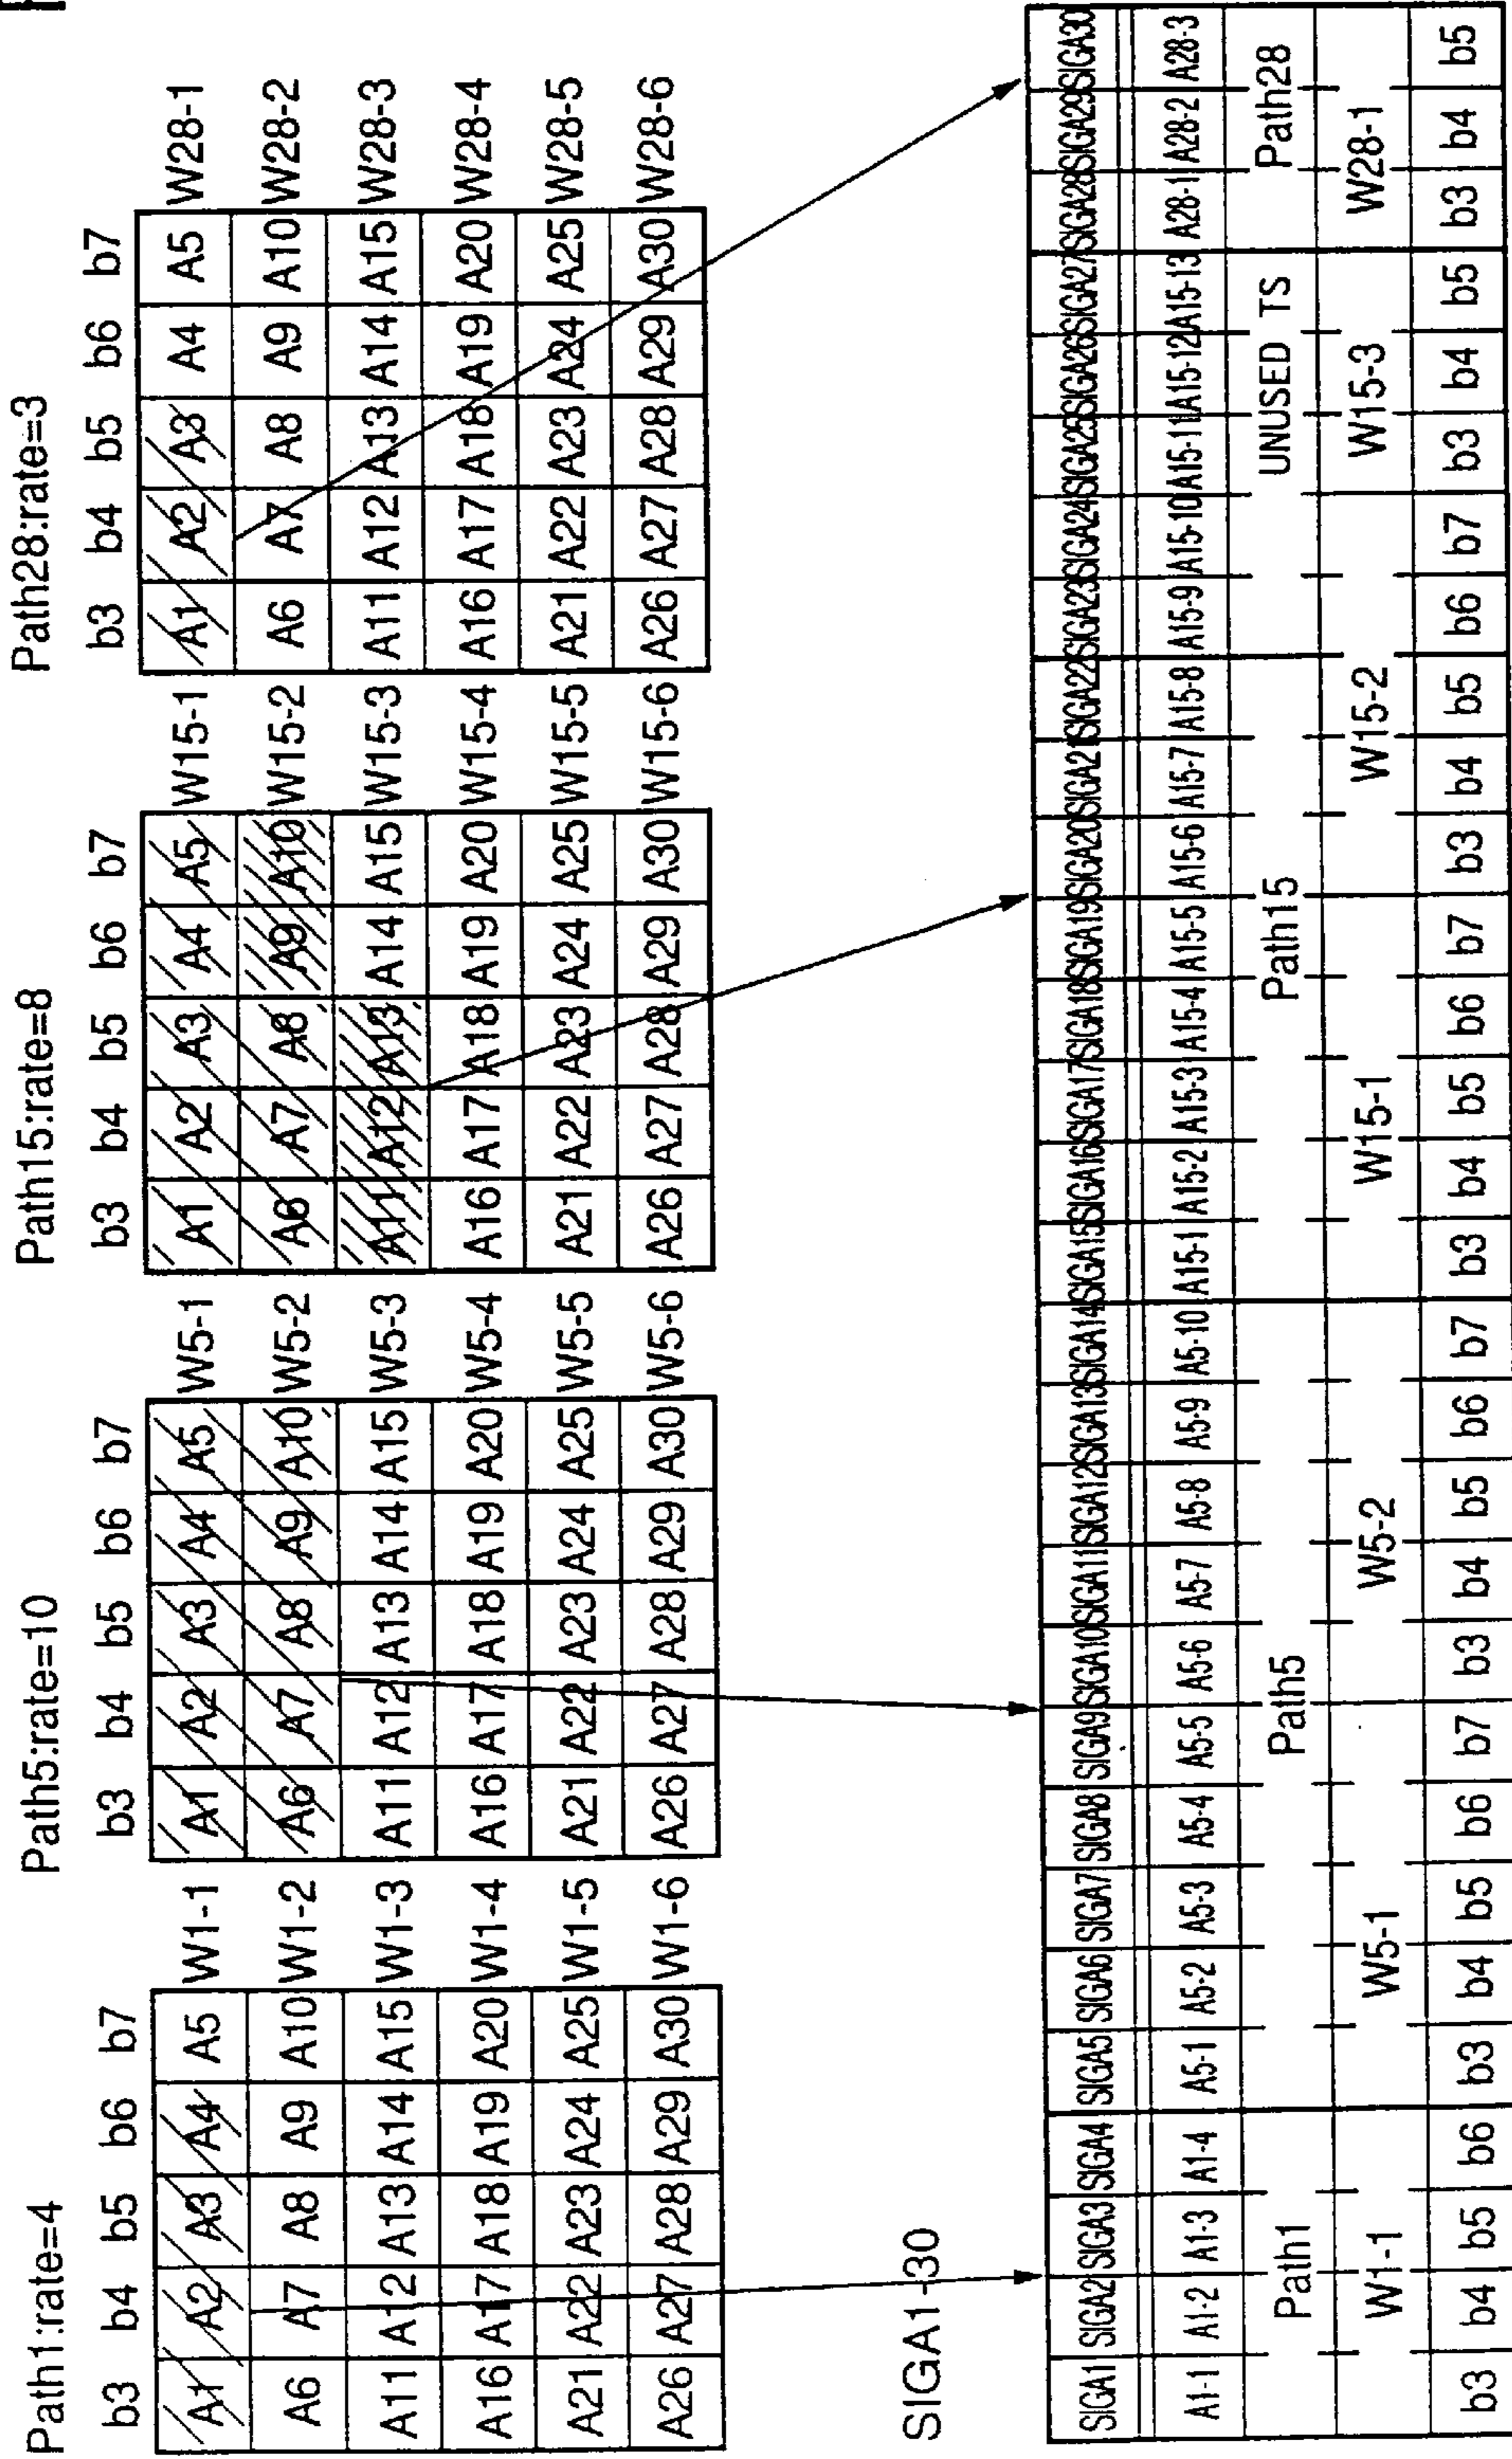 Path1:rate=4
b3 b4 b5 b6 b7
A1 A2 A3 A4 A5 W1-1
A6 A7 A8 A9 A10 W1-2
A11 A12 A13 A14 A15 W1-3
A16 A17 A18 A19 A20 W1-4
A21 A22 A23 A24 A25 W1-5
A26 A27 A28 A29 A30 W1-6
Path5:rate=10
b3 b4 b5 b6 b7
A1 A2 A3 A4 A5 W5-1
A6 A7 A8 A9 A10 W5-2
A11 A12 A13 A14 A15 W5-3
A16 A17 A18 A19 A20 W5-4
A21 A22 A23 A24 A25 W5-5
A26 A27 A28 A29 A30 W5-6
Path15:rate=8
b3 b4 b5 b6 b7
A1 A2 A3 A4 A5 W15-1
A6 A7 A8 A9 A10 W15-2
A11 A12 A13 A14 A15 W15-3
A16 A17 A18 A19 A20 W15-4
A21 A22 A23 A24 A25 W15-5
A26 A27 A28 A29 A30 W15-6
Path28:rate=3
b3 b4 b5 b6 b7
A1 A2 A3 A4 A5 W28-1
A6 A7 A8 A9 A10 W28-2
A11 A12 A13 A14 A15 W28-3
A16 A17 A18 A19 A20 W28-4
A21 A22 A23 A24 A25 W28-5
A26 A27 A28 A29 A30 W28-6
SIGA1-30
SIGA1 SIGA2 SIGA3 SIGA4 SIGA5 SIGA6 SIGA7 SIGA8 SIGA9 SIGA10 SIGA11 SIGA12 SIGA13 SIGA14 SIGA15 SIGA16 SIGA17 SIGA18 SIGA19 SIGA20 SIGA21 SIGA22 SIGA23 SIGA24 SIGA25 SIGA26 SIGA27 SIGA28 SIGA29 SIGA30
A1-1 A1-2 A1-3 A1-4 A5-1 A5-2 A5-3 A5-4 A5-5 A5-6 A5-7 A5-8 A5-9 A5-10 A15-1 A15-2 A15-3 A15-4 A15-5 A15-6 A15-7 A15-8 A15-9 A15-10 A15-11 A15-12 A15-13 A28-1 A28-2 A28-3
Path1 Path5 Path15 UNUSED TS Path28
W1-1 W5-1 W5-2 W15-1 W15-2 W15-3 W28-1
b3 b4 b5 b6 b3 b4 b5 b6 b7 b3 b4 b5 b6 b7 b3 b4 b5 b6 b7 b3 b4 b5 b6 b7 b3 b4 b5 b3 b4 b5